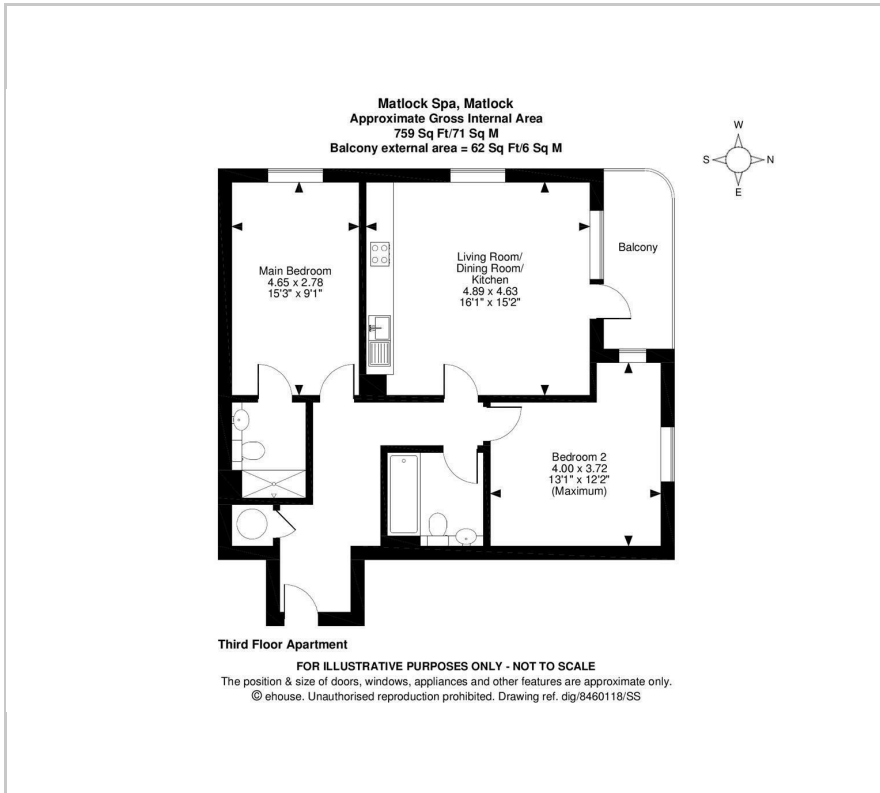 Matlock Spa, Matlock
Approximate Gross Internal Area
759 Sq Ft/71 Sq M
Balcony external area = 62 Sq Ft/6 Sq M
W
S
N
E
Balcony
Living Room/
Dining Room/
Kitchen
4.89 x 4.63
16'1" x 15'2"
Main Bedroom
4.65 x 2.78
15'3" x 9'1"
Bedroom 2
4.00 x 3.72
13'1" x 12'2"
(Maximum)
Third Floor Apartment
FOR ILLUSTRATIVE PURPOSES ONLY - NOT TO SCALE
The position & size of doors, windows, appliances and other features are approximate only.
© ehouse. Unauthorised reproduction prohibited. Drawing ref. dig/8460118/SS